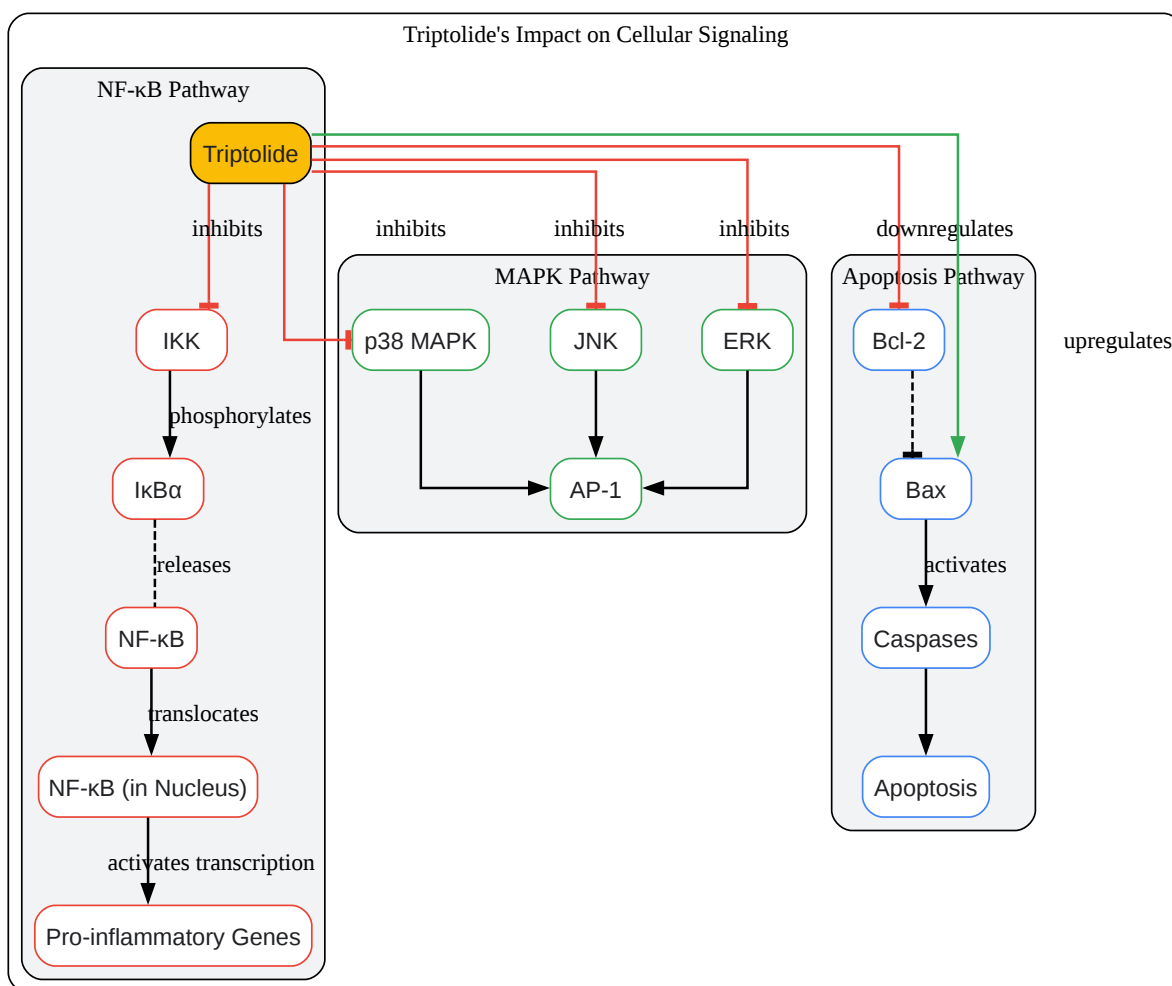 Triptolide's Impact on Cellular Signaling
NF-κB Pathway
Triptolide
inhibits
inhibits
inhibits
inhibits
downregulates
MAPK Pathway
Apoptosis Pathway
IKK
p38 MAPK
JNK
ERK
Bcl-2
upregulates
phosphorylates
IκBα
AP-1
Bax
releases
activates
NF-κB
Caspases
translocates
NF-κB (in Nucleus)
Apoptosis
activates transcription
Pro-inflammatory Genes